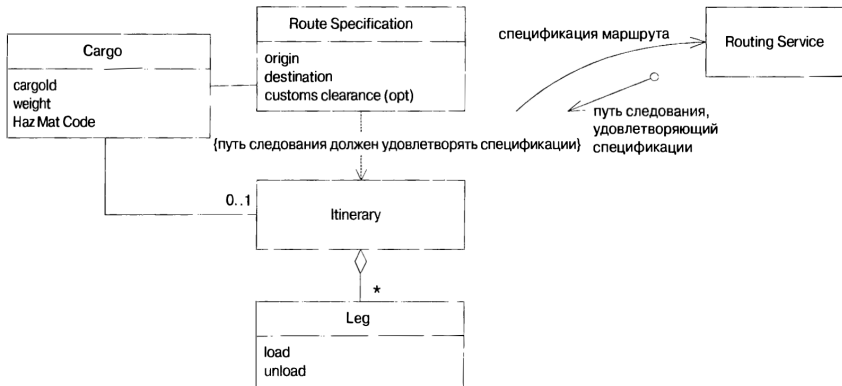 Cargo
cargoId
weight
Haz Mat Code
Route Specification
origin
destination
customs clearance (opt)
спецификация маршрута
Routing Service
путь следования,
удовлетворяющий
спецификации
{путь следования должен удовлетворять спецификации}
0..1
Itinerary
*
Leg
load
unload